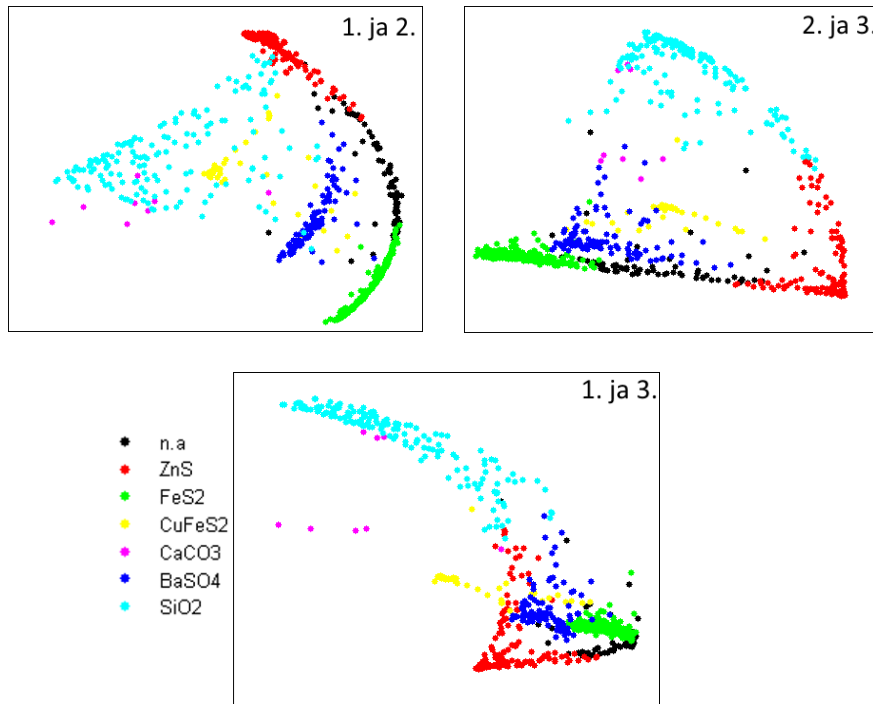 1. ja 2.
2. ja 3.
1. ja 3.
n.a
ZnS
FeS2
CuFeS2
CaCO3
BaSO4
SiO2